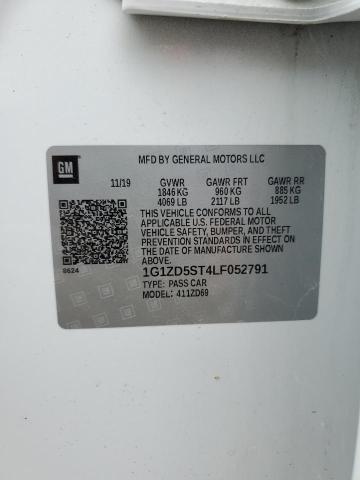 GM
MFD BY GENERAL MOTORS LLC
11/19 GVWR GAWR FRT GAWR RR
1846 KG 960 KG 885 KG
4069 LB 2117 LB 1952 LB
THIS VEHICLE CONFORMS TO ALL
APPLICABLE U.S. FEDERAL MOTOR
VEHICLE SAFETY, BUMPER, AND THEFT
PREVENTION STANDARDS IN EFFECT ON
THE DATE OF MANUFACTURE SHOWN
ABOVE.
8624
1G1ZD5ST4LF052791
TYPE: PASS CAR
MODEL: 411ZD69